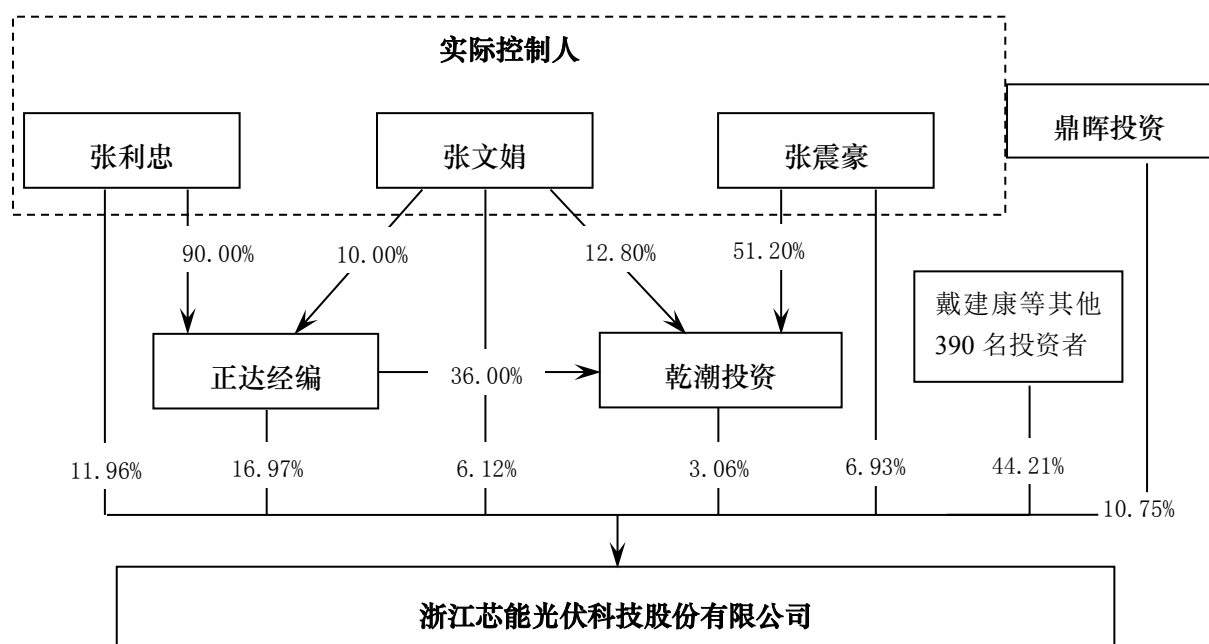 实际控制人
鼎晖投资
张利忠
张文娟
张震豪
90.00%
10.00%
12.80%
51.20%
戴建康等其他
390 名投资者
正达经编
36.00%
乾潮投资
11.96%
16.97%
6.12%
3.06%
6.93%
44.21%
10.75%
浙江芯能光伏科技股份有限公司